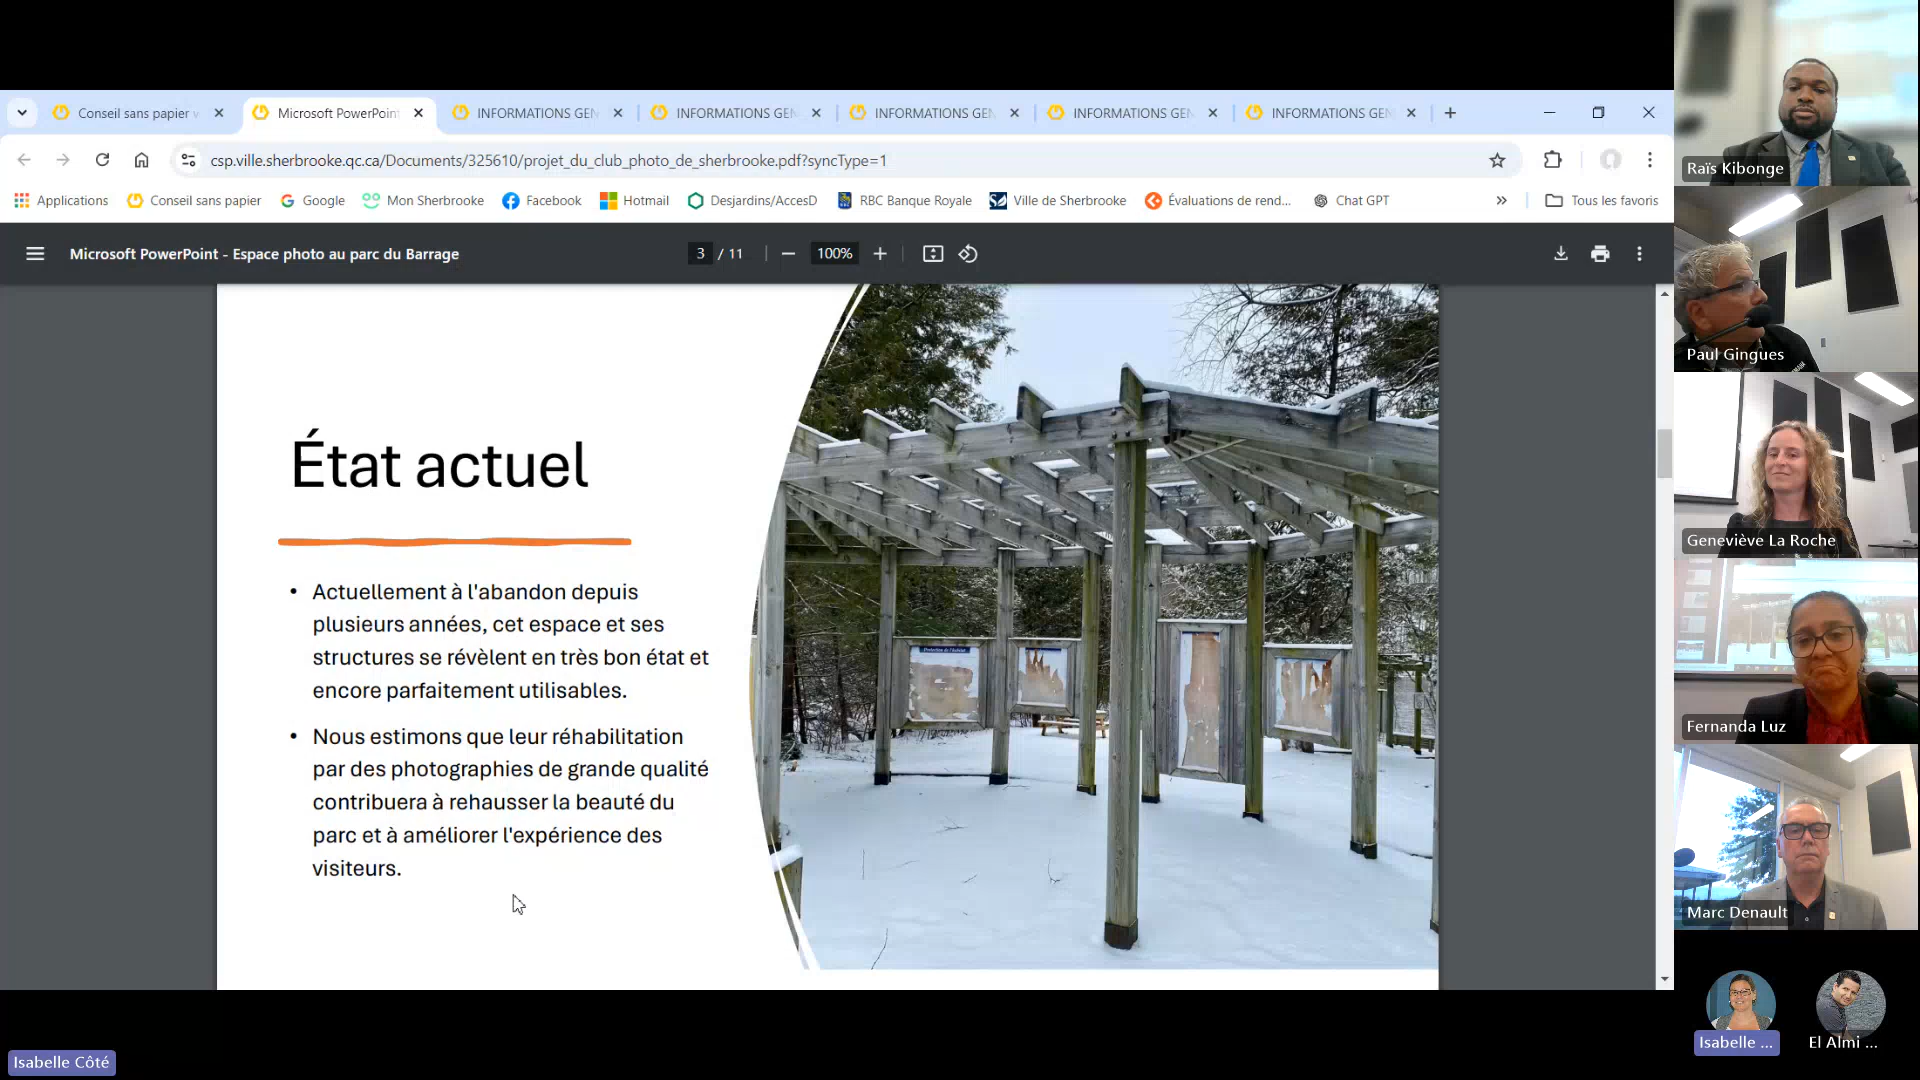 Conseil sans papier v
Microsoft PowerPoint
INFORMATIONS GEN
INFORMATIONS GEN
INFORMATIONS GEN
INFORMATIONS GEN
INFORMATIONS GEN
csp.ville.sherbrooke.qc.ca/Documents/325610/projet_du_club_photo_de_sherbrooke.pdf?syncType=1
Applications
Conseil sans papier
Google
Mon Sherbrooke
Facebook
Hotmail
Desjardins/AccesD
RBC Banque Royale
Ville de Sherbrooke
Évaluations de rend...
Chat GPT
»
Tous les favoris
Microsoft PowerPoint - Espace photo au parc du Barrage
3 / 11
100%
État actuel
• Actuellement à l'abandon depuis
plusieurs années, cet espace et ses
structures se révèlent en très bon état et
encore parfaitement utilisables.
• Nous estimons que leur réhabilitation
par des photographies de grande qualité
contribuera à rehausser la beauté du
parc et à améliorer l'expérience des
visiteurs.
Raïs Kibonge
Paul Gingues
Geneviève La Roche
Fernanda Luz
Marc Denault
Isabelle ...
El Almi ...
Isabelle Côté